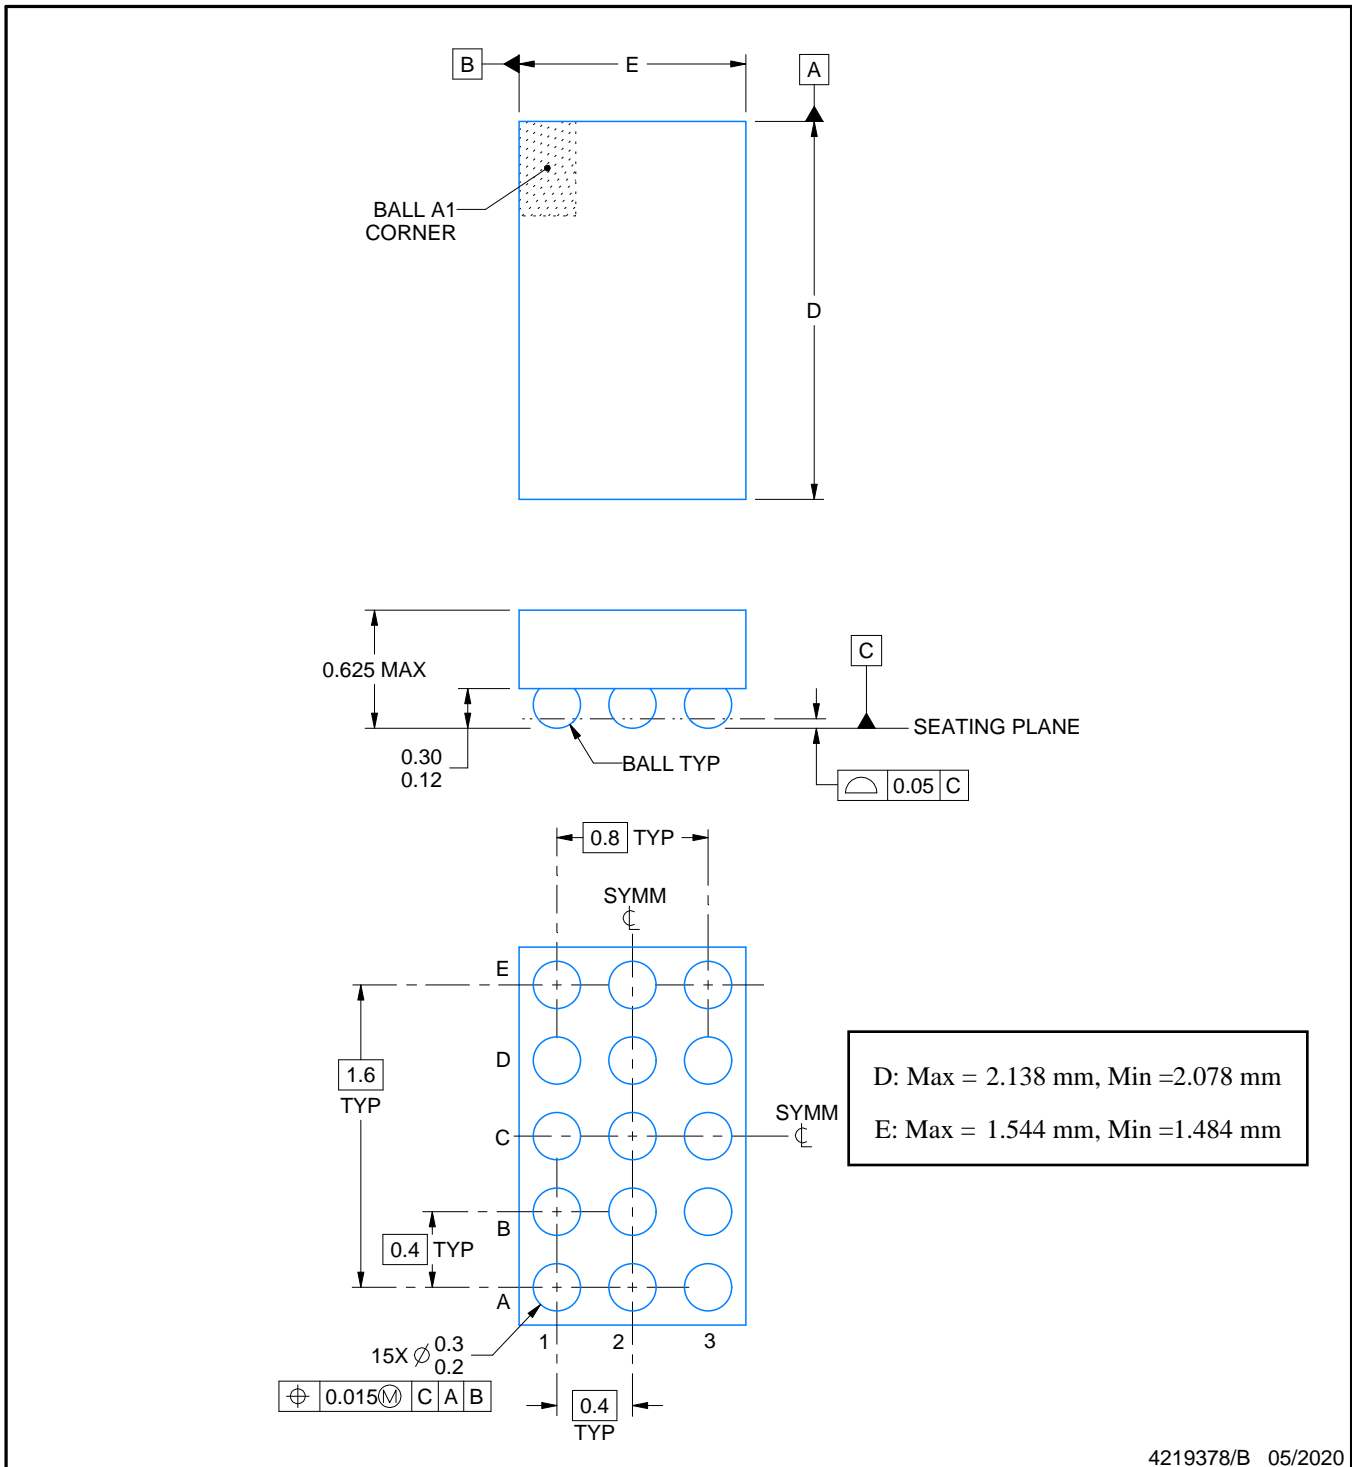 B
E
A
BALL A1
CORNER
D
0.625 MAX
C
SEATING PLANE
0.30
0.12
BALL TYP
0.05 C
0.8 TYP
SYMM
E
D
1.6
TYP
D: Max = 2.138 mm, Min =2.078 mm
SYMM
C
E: Max = 1.544 mm, Min =1.484 mm
B
0.4 TYP
A
1 2 3
15X ⌀ 0.3
0.2
⌖ 0.015Ⓜ C A B
0.4
TYP
4219378/B 05/2020